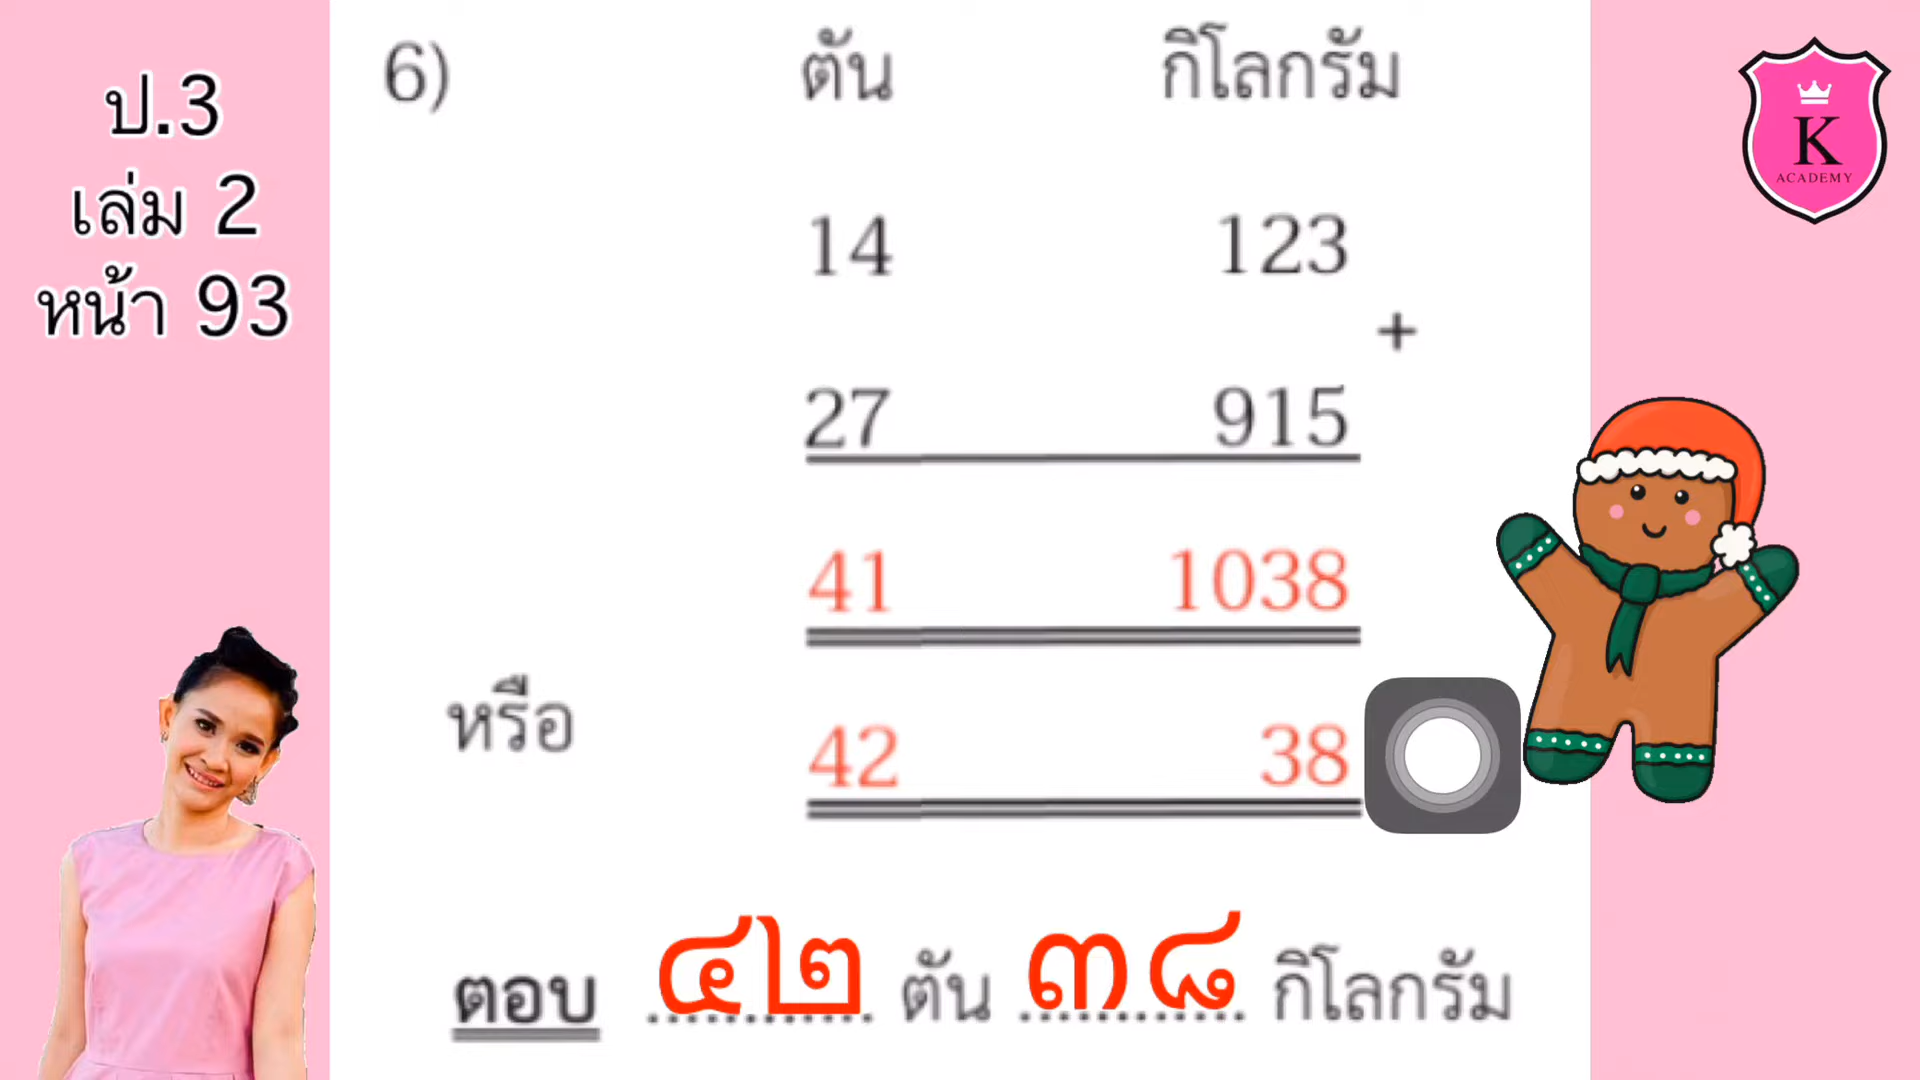 ป.3
เล่ม 2
หน้า 93
6) ตัน กิโลกรัม
14 123
+
27 915
41 1038
หรือ 42 38
ตอบ ๔๒ ตัน ๓๘ กิโลกรัม
K
ACADEMY